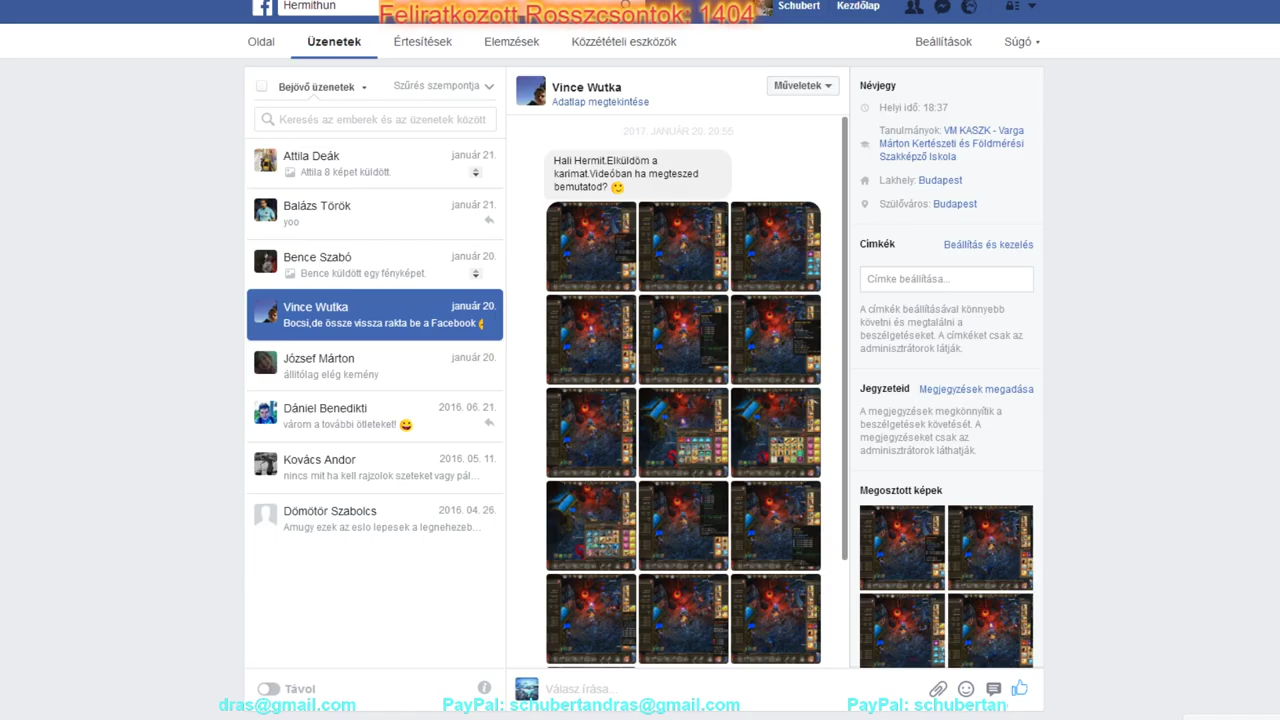 Hermithun
Feliratkozott Rosszcsontok: 1404
Schubert
Kezdőlap
Oldal
Üzenetek
Értesítések
Elemzések
Közzétételi eszközök
Beállítások
Súgó
Bejövő üzenetek
Szűrés szempontja
Keresés az emberek és az üzenetek között
Attila Deák
január 21.
Attila 8 képet küldött.
Balázs Török
január 21.
yoo
Bence Szabó
január 20.
Bence küldött egy fényképet.
Vince Wutka
január 20.
Bocsi,de össze vissza rakta be a Facebook
József Márton
január 20.
állítólag elég kemény
Dániel Benedikti
2016. 06. 21.
várom a további ötleteket!
Kovács Andor
2016. 05. 11.
nincs mit ha kell rajzolok szeteket vagy pál...
Dömötör Szabolcs
2016. 04. 26.
Amugy ezek az eslo lepesek a legnehezeb...
Távol
Vince Wutka
Adatlap megtekintése
Műveletek
2017. JANUÁR 20. 20:55
Hali Hermit.Elküldöm a
karimat.Videóban ha megteszed
bemutatod?
Válasz írása...
Névjegy
Helyi idő: 18:37
Tanulmányok: VM KASZK - Varga
Márton Kertészeti és Földmérési
Szakképző Iskola
Lakhely: Budapest
Szülőváros: Budapest
Címkék
Beállítás és kezelés
Címke beállítása...
A címkék beállításával könnyebb
követni és megtalálni a
beszélgetéseket. A címkéket csak az
adminisztrátorok látják.
Jegyzeteid
Megjegyzések megadása
A megjegyzések megkönnyítik a
beszélgetések követését. A
megjegyzéseket csak az
adminisztrátorok láthatják.
Megosztott képek
dras@gmail.com
PayPal: schubertandras@gmail.com
PayPal: schubertan